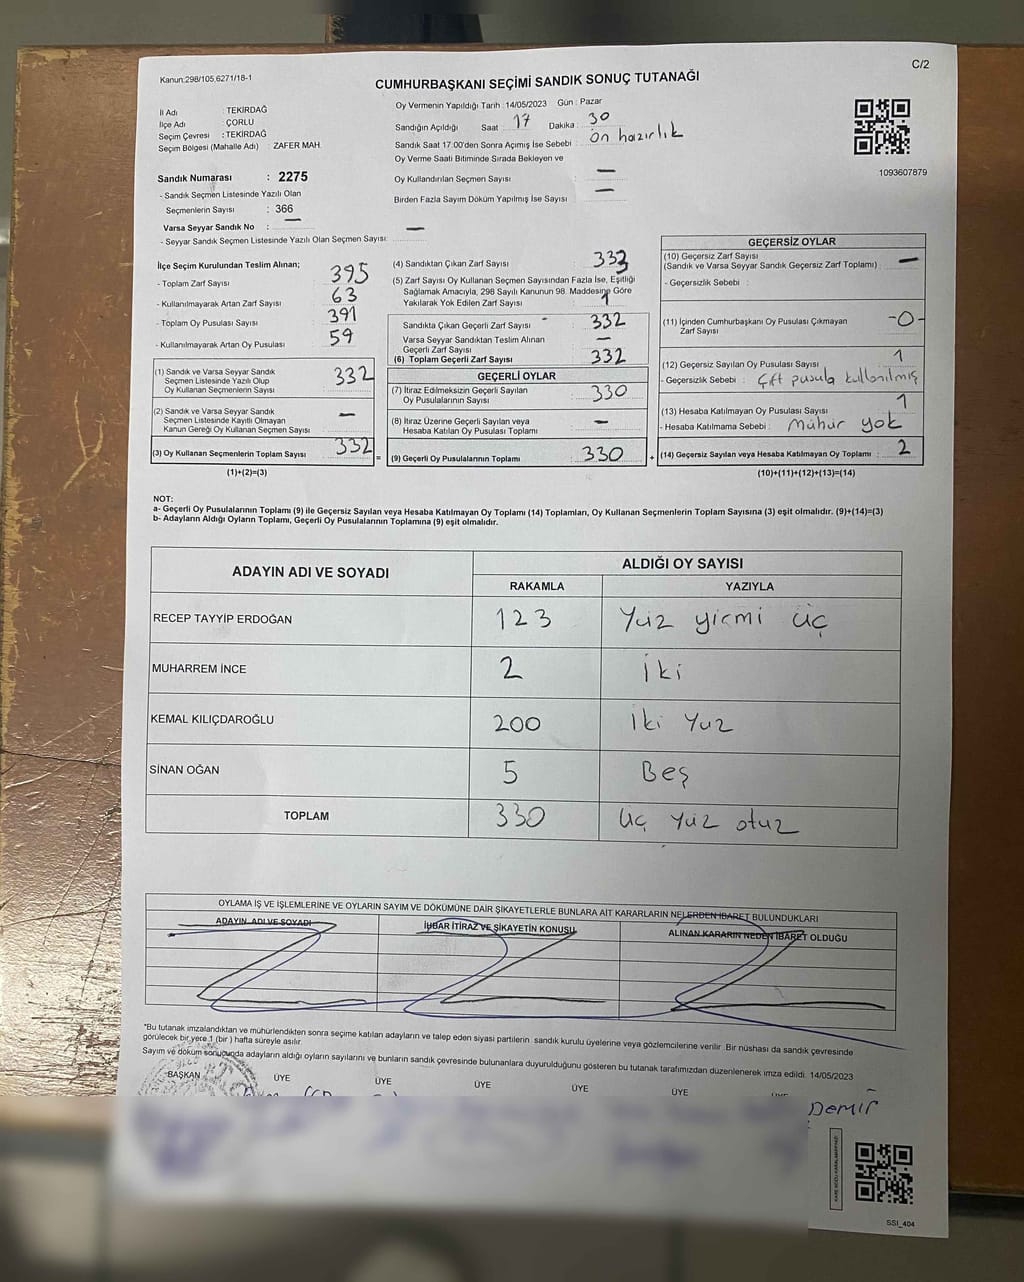 Kanun:298/105,6271/18-1
C/2
CUMHURBAŞKANI SEÇİMİ SANDIK SONUÇ TUTANAĞI
İl Adı : TEKİRDAĞ
İlçe Adı : ÇORLU
Seçim Çevresi : TEKİRDAĞ
Seçim Bölgesi (Mahalle Adı) : ZAFER MAH.
Sandık Numarası : 2275
- Sandık Seçmen Listesinde Yazılı Olan
Seçmenlerin Sayısı : 366
Varsa Seyyar Sandık No : —
- Seyyar Sandık Seçmen Listesinde Yazılı Olan Seçmen Sayısı: —
Oy Vermenin Yapıldığı Tarih : 14/05/2023 Gün : Pazar
Sandığın Açıldığı Saat : 17 Dakika : 30
Sandık Saat 17.00'den Sonra Açımış İse Sebebi : ön hazırlık
Oy Verme Saati Bitiminde Sırada Bekleyen ve
Oy Kullandırılan Seçmen Sayısı : —
Birden Fazla Sayım Döküm Yapılmış İse Sayısı : —
1093607879
İlçe Seçim Kurulundan Teslim Alınan;
- Toplam Zarf Sayısı : 395
- Kullanılmayarak Artan Zarf Sayısı : 63
- Toplam Oy Pusulası Sayısı : 391
- Kullanılmayarak Artan Oy Pusulası : 59
(1) Sandık ve Varsa Seyyar Sandık
Seçmen Listesinde Yazılı Olup
Oy Kullanan Seçmenlerin Sayısı : 332
(2) Sandık ve Varsa Seyyar Sandık
Seçmen Listesinde Kayıtlı Olmayan
Kanun Gereği Oy Kullanan Seçmen Sayısı : —
(3) Oy Kullanan Seçmenlerin Toplam Sayısı : 332
(1)+(2)=(3)
=
(4) Sandıktan Çıkan Zarf Sayısı : 333
(5) Zarf Sayısı Oy Kullanan Seçmen Sayısından Fazla İse, Eşitliği
Sağlamak Amacıyla, 298 Sayılı Kanunun 98. Maddesine Göre
Yakılarak Yok Edilen Zarf Sayısı : 1
Sandıkta Çıkan Geçerli Zarf Sayısı : 332
Varsa Seyyar Sandıktan Teslim Alınan
Geçerli Zarf Sayısı : —
(6) Toplam Geçerli Zarf Sayısı : 332
GEÇERLİ OYLAR
(7) İtiraz Edilmeksizin Geçerli Sayılan
Oy Pusulalarının Sayısı : 330
(8) İtiraz Üzerine Geçerli Sayılan veya
Hesaba Katılan Oy Pusulası Toplamı : —
(9) Geçerli Oy Pusulalarının Toplamı : 330
+
GEÇERSİZ OYLAR
(10) Geçersiz Zarf Sayısı
(Sandık ve Varsa Seyyar Sandık Geçersiz Zarf Toplamı) : —
- Geçersizlik Sebebi :
(11) İçinden Cumhurbaşkanı Oy Pusulası Çıkmayan
Zarf Sayısı : -0-
(12) Geçersiz Sayılan Oy Pusulası Sayısı : 1
- Geçersizlik Sebebi : Çift pusula kullanılmış
(13) Hesaba Katılmayan Oy Pusulası Sayısı : 1
- Hesaba Katılmama Sebebi : Mühür yok
(14) Geçersiz Sayılan veya Hesaba Katılmayan Oy Toplamı : 2
(10)+(11)+(12)+(13)=(14)
NOT:
a- Geçerli Oy Pusulalarının Toplamı (9) ile Geçersiz Sayılan veya Hesaba Katılmayan Oy Toplamı (14) Toplamları, Oy Kullanan Seçmenlerin Toplam Sayısına (3) eşit olmalıdır. (9)+(14)=(3)
b- Adayların Aldığı Oyların Toplamı, Geçerli Oy Pusulalarının Toplamına (9) eşit olmalıdır.
ADAYIN ADI VE SOYADI
ALDIĞI OY SAYISI
RAKAMLA YAZIYLA
RECEP TAYYİP ERDOĞAN 123 Yüz yirmi üç
MUHARREM İNCE 2 İki
KEMAL KILIÇDAROĞLU 200 İki Yuz
SİNAN OĞAN 5 Beş
TOPLAM 330 Üç Yüz otuz
OYLAMA İŞ VE İŞLEMLERİNE VE OYLARIN SAYIM VE DÖKÜMÜNE DAİR ŞİKAYETLERLE BUNLARA AİT KARARLARIN NELERDEN İBARET BULUNDUKLARI
ADAYIN ADI VE SOYADI İHBAR İTİRAZ VE ŞİKAYETİN KONUSU ALINAN KARARIN NEDEN İBARET OLDUĞU
*Bu tutanak imzalandıktan ve mühürlendikten sonra seçime katılan adayların ve talep eden siyasi partilerin sandık kurulu üyelerine veya gözlemcilerine verilir. Bir nüshası da sandık çevresinde
görülecek bir yere 1 (bir ) hafta süreyle asılır.
Sayım ve döküm sonucunda adayların aldığı oyların sayılarını ve bunların sandık çevresinde bulunanlara duyurulduğunu gösteren bu tutanak tarafımızdan düzenlenerek imza edildi. 14/05/2023
BAŞKAN ÜYE ÜYE ÜYE ÜYE ÜYE ÜYE
Demir
SSI_404